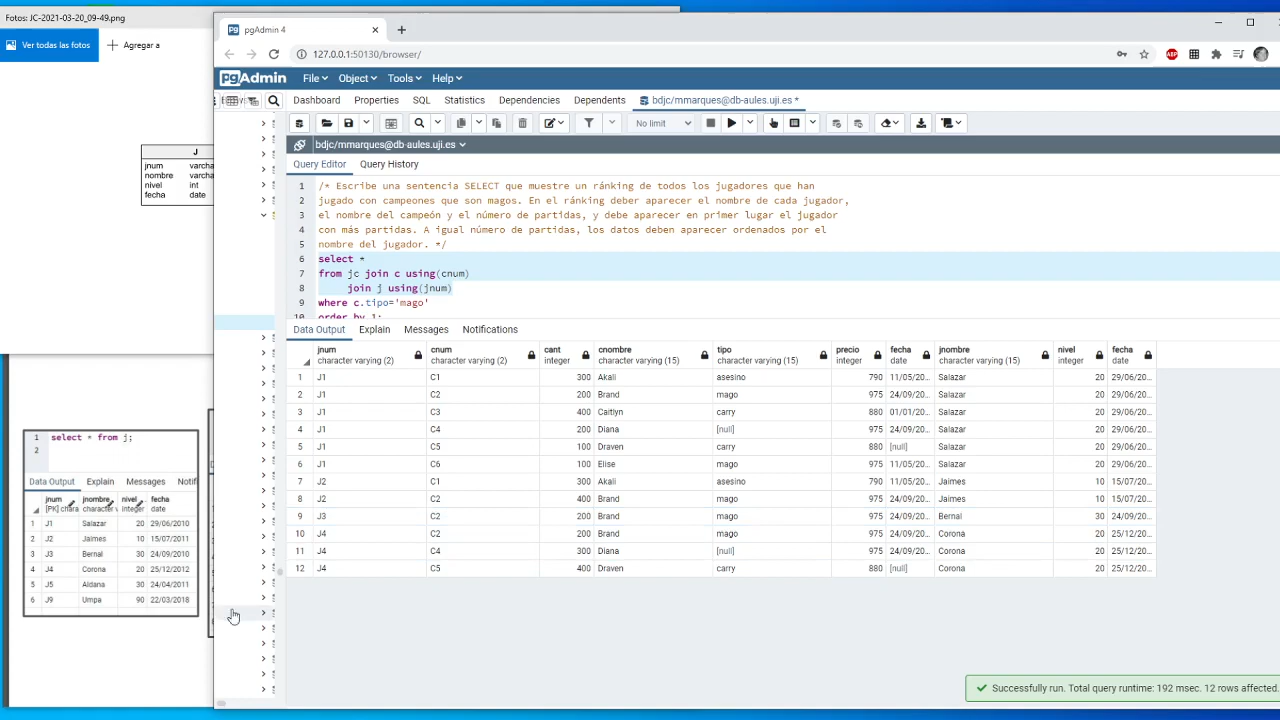 Fotos: JC-2021-03-20_09-49.png
Ver todas las fotos
Agregar a
J
jnum varcha
nombre varcha
nivel int
fecha date
1 select * from j;
2
Data Output Explain Messages Notif
jnum jnombre nivel fecha
[PK] chara character v integer date
1 J1 Salazar 20 29/06/2010
2 J2 Jaimes 10 15/07/2011
3 J3 Bernal 30 24/09/2010
4 J4 Corona 20 25/12/2012
5 J5 Aldana 30 24/04/2011
6 J9 Umpa 90 22/03/2018
pgAdmin 4
127.0.0.1:50130/browser/
pgAdmin File Object Tools Help
Dashboard Properties SQL Statistics Dependencies Dependents bdjc/mmarques@db-aules.uji.es *
No limit
bdjc/mmarques@db-aules.uji.es
Query Editor Query History
1 /* Escribe una sentencia SELECT que muestre un ránking de todos los jugadores que han
2 jugado con campeones que son magos. En el ránking deber aparecer el nombre de cada jugador,
3 el nombre del campeón y el número de partidas, y debe aparecer en primer lugar el jugador
4 con más partidas. A igual número de partidas, los datos deben aparecer ordenados por el
5 nombre del jugador. */
6 select *
7 from jc join c using(cnum)
8 join j using(jnum)
9 where c.tipo='mago'
10 order by 1;
Data Output Explain Messages Notifications
jnum cnum cant cnombre tipo precio fecha jnombre nivel fecha
character varying (2) character varying (2) integer character varying (15) character varying (15) integer date character varying (15) integer date
1 J1 C1 300 Akali asesino 790 11/05/20... Salazar 20 29/06/20...
2 J1 C2 200 Brand mago 975 24/09/20... Salazar 20 29/06/20...
3 J1 C3 400 Caitlyn carry 880 01/01/20... Salazar 20 29/06/20...
4 J1 C4 200 Diana [null] 975 24/09/20... Salazar 20 29/06/20...
5 J1 C5 100 Draven carry 880 [null] Salazar 20 29/06/20...
6 J1 C6 100 Elise mago 975 11/05/20... Salazar 20 29/06/20...
7 J2 C1 300 Akali asesino 790 11/05/20... Jaimes 10 15/07/20...
8 J2 C2 400 Brand mago 975 24/09/20... Jaimes 10 15/07/20...
9 J3 C2 200 Brand mago 975 24/09/20... Bernal 30 24/09/20...
10 J4 C2 200 Brand mago 975 24/09/20... Corona 20 25/12/20...
11 J4 C4 300 Diana [null] 975 24/09/20... Corona 20 25/12/20...
12 J4 C5 400 Draven carry 880 [null] Corona 20 25/12/20...
Successfully run. Total query runtime: 192 msec. 12 rows affected.